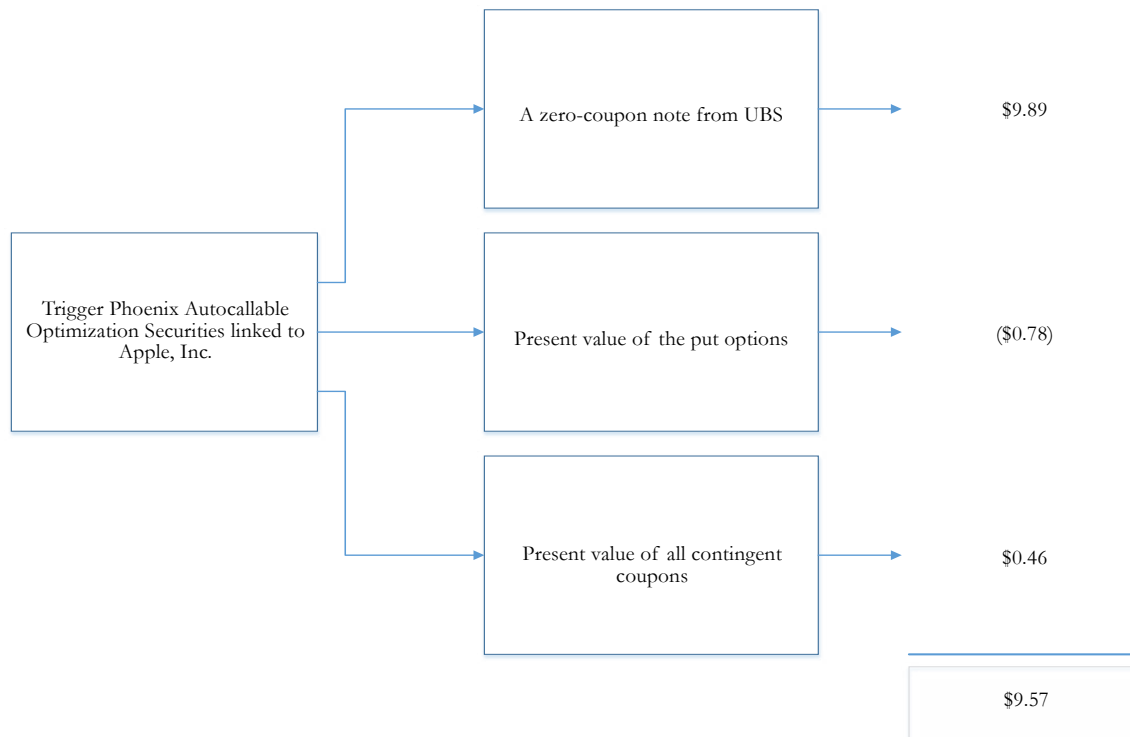 A zero-coupon note from UBS
$9.89
Trigger Phoenix Autocallable
Optimization Securities linked to
Apple, Inc.
Present value of the put options
($0.78)
Present value of all contingent
coupons
$0.46
$9.57